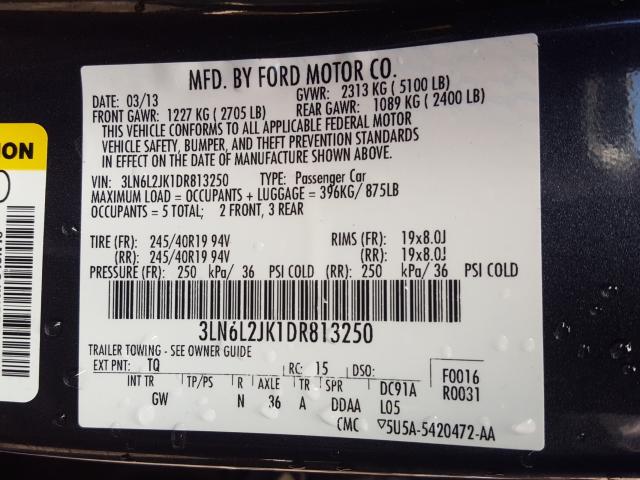 MFD. BY FORD MOTOR CO.
DATE: 03/13 GVWR: 2313 KG ( 5100 LB)
FRONT GAWR: 1227 KG ( 2705 LB) REAR GAWR: 1089 KG ( 2400 LB)
THIS VEHICLE CONFORMS TO ALL APPLICABLE FEDERAL MOTOR
VEHICLE SAFETY, BUMPER, AND THEFT PREVENTION STANDARDS
IN EFFECT ON THE DATE OF MANUFACTURE SHOWN ABOVE.
VIN: 3LN6L2JK1DR813250 TYPE: Passenger Car
MAXIMUM LOAD = OCCUPANTS + LUGGAGE = 396KG/ 875LB
OCCUPANTS = 5 TOTAL; 2 FRONT, 3 REAR
TIRE (FR): 245/40R19 94V RIMS (FR): 19x8.0J
(RR): 245/40R19 94V (RR): 19x8.0J
PRESSURE (FR): 250 kPa/ 36 PSI COLD (RR): 250 kPa/ 36 PSI COLD
3LN6L2JK1DR813250
TRAILER TOWING - SEE OWNER GUIDE
EXT PNT: TQ RC: 15 DSO: F0016
INT TR TP/PS R AXLE TR SPR DC91A R0031
GW N 36 A DDAA L05
CMC ▽5U5A-5420472-AA
ION